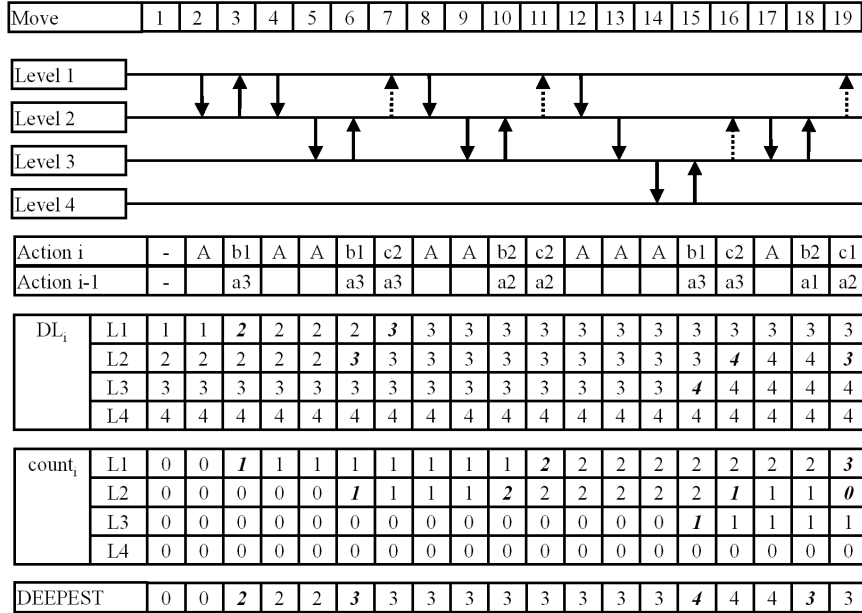 Move 1 2 3 4 5 6 7 8 9 10 11 12 13 14 15 16 17 18 19
Level 1
Level 2
Level 3
Level 4
Action i - A b1 A A b1 c2 A A b2 c2 A A A b1 c2 A b2 c1
Action i-1 - a3 a3 a3 a2 a2 a3 a3 a1 a2
DLi L1 1 1 2 2 2 2 3 3 3 3 3 3 3 3 3 3 3 3 3
L2 2 2 2 2 2 3 3 3 3 3 3 3 3 3 3 4 4 4 3
L3 3 3 3 3 3 3 3 3 3 3 3 3 3 3 4 4 4 4 4
L4 4 4 4 4 4 4 4 4 4 4 4 4 4 4 4 4 4 4 4
counti L1 0 0 1 1 1 1 1 1 1 1 2 2 2 2 2 2 2 2 3
L2 0 0 0 0 0 1 1 1 1 2 2 2 2 2 2 1 1 1 0
L3 0 0 0 0 0 0 0 0 0 0 0 0 0 0 1 1 1 1 1
L4 0 0 0 0 0 0 0 0 0 0 0 0 0 0 0 0 0 0 0
DEEPEST 0 0 2 2 2 3 3 3 3 3 3 3 3 3 4 4 4 3 3